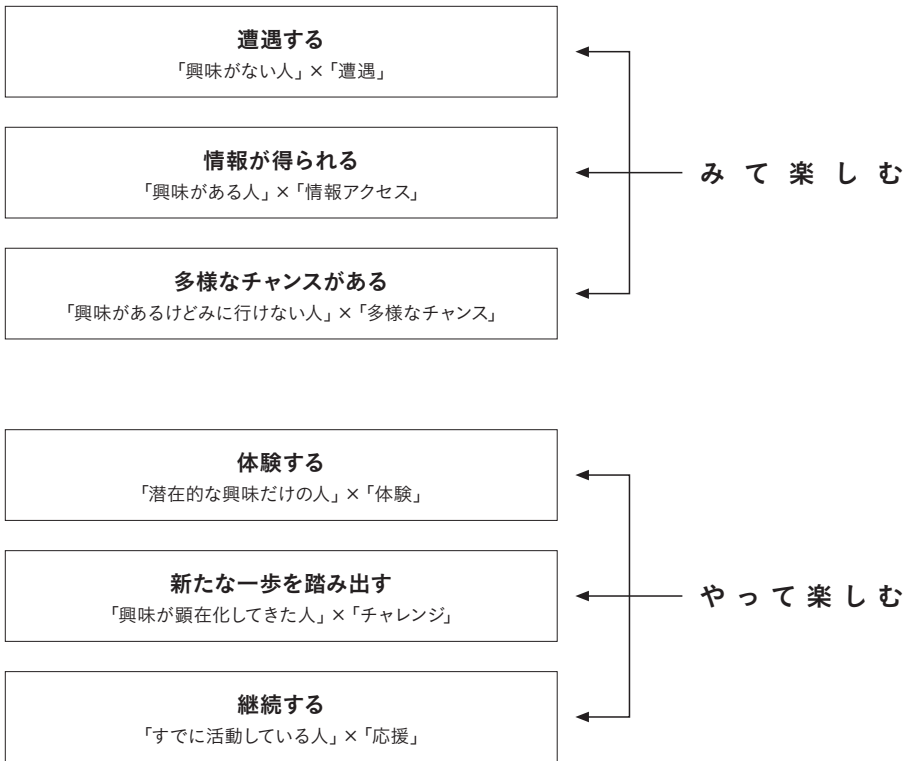 遭遇する
「興味がない人」×「遭遇」
情報が得られる
「興味がある人」×「情報アクセス」
みて楽しむ
多様なチャンスがある
「興味があるけどみに行けない人」×「多様なチャンス」
体験する
「潜在的な興味だけの人」×「体験」
新たな一歩を踏み出す
「興味が顕在化してきた人」×「チャレンジ」
やって楽しむ
継続する
「すでに活動している人」×「応援」